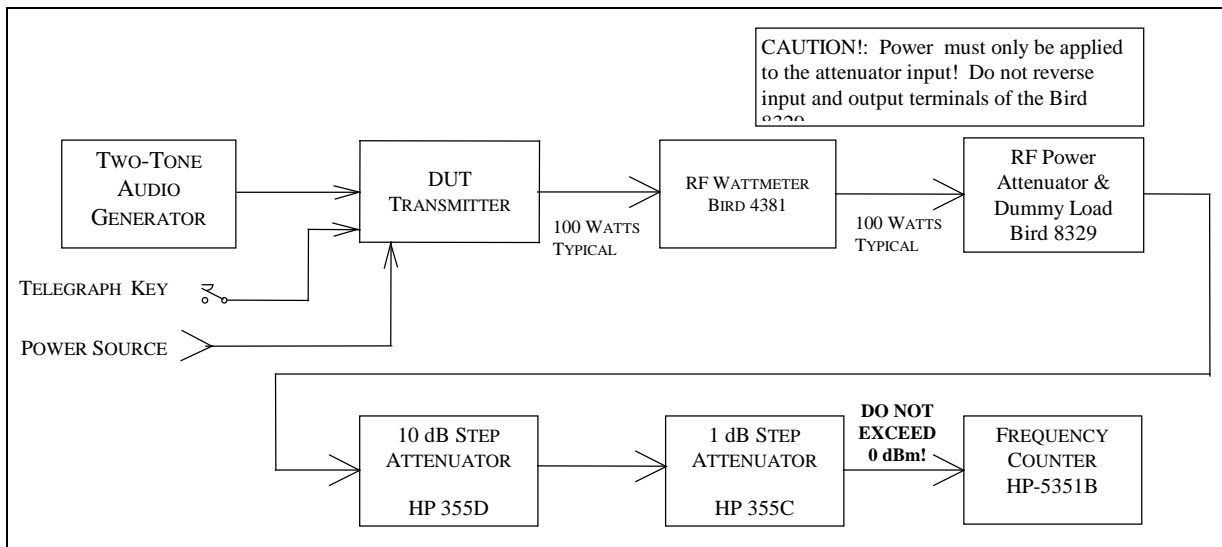 CAUTION!: Power must only be applied
to the attenuator input! Do not reverse
input and output terminals of the Bird
8329
TWO-TONE
AUDIO
GENERATOR
DUT
TRANSMITTER
100 WATTS
TYPICAL
RF WATTMETER
BIRD 4381
100 WATTS
TYPICAL
RF Power
Attenuator &
Dummy Load
Bird 8329
TELEGRAPH KEY
POWER SOURCE
10 dB STEP
ATTENUATOR
HP 355D
1 dB STEP
ATTENUATOR
HP 355C
DO NOT
EXCEED
0 dBm!
FREQUENCY
COUNTER
HP-5351B